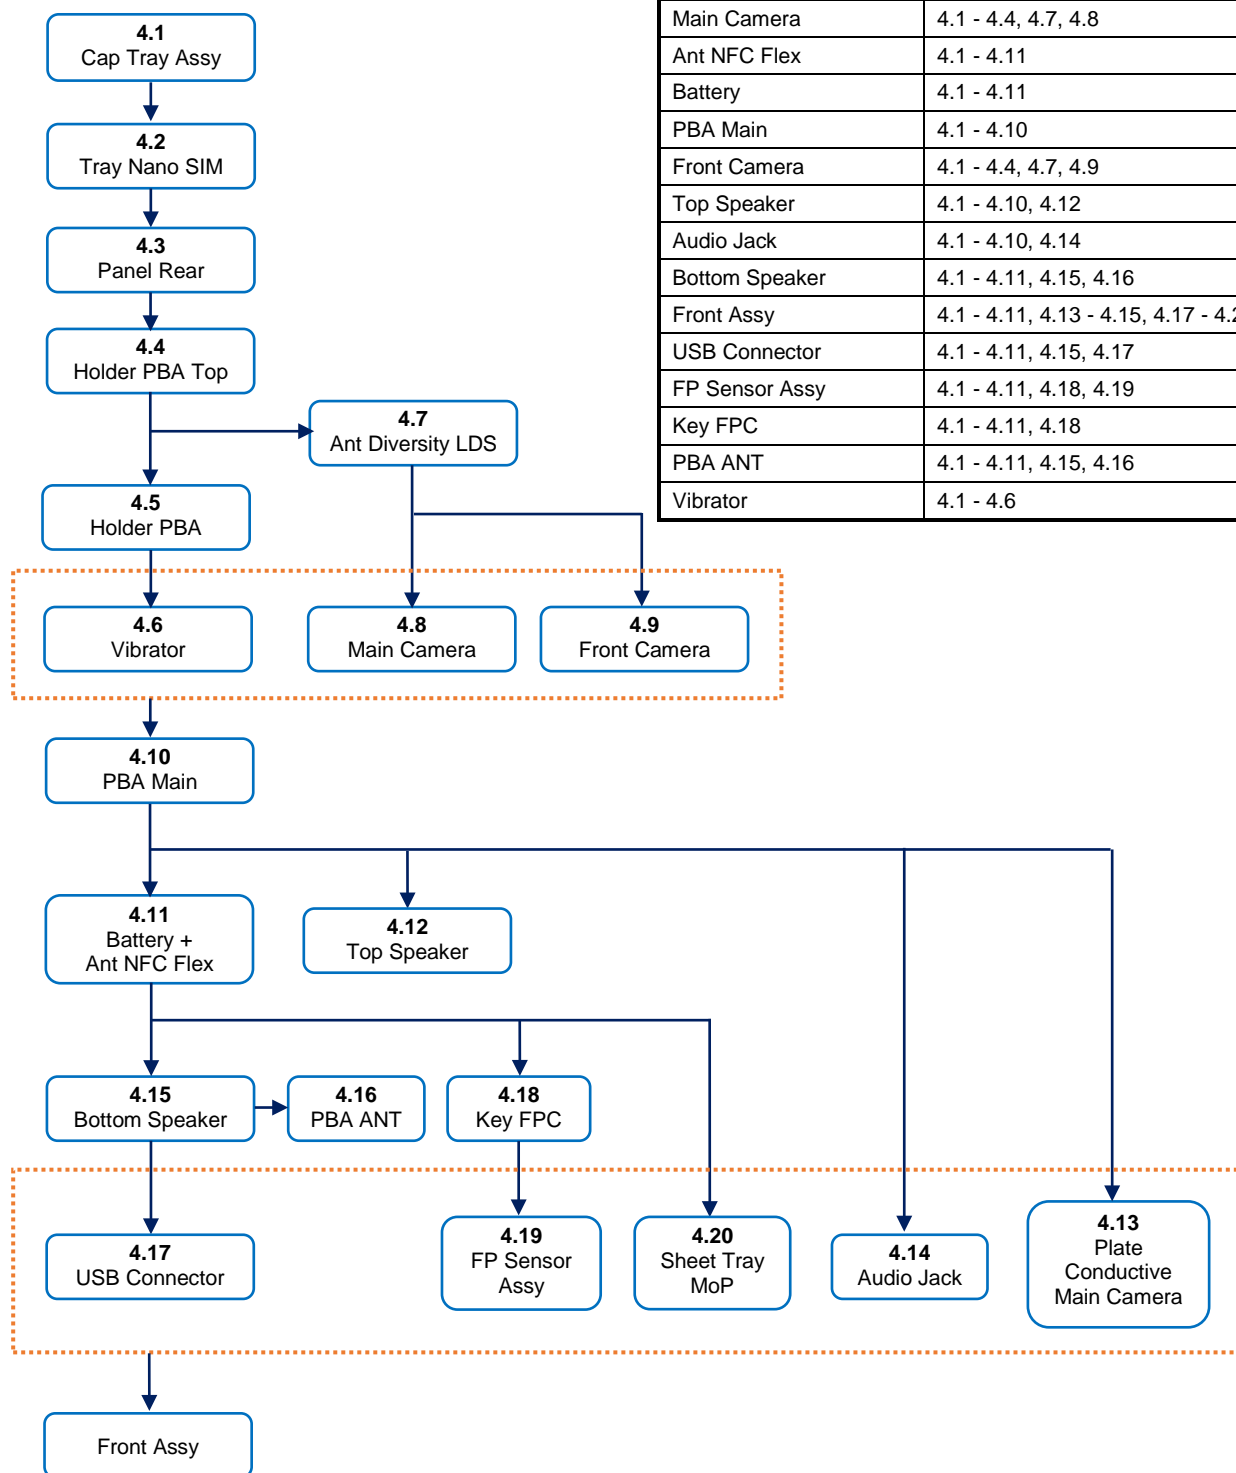 4.1
Cap Tray Assy
4.2
Tray Nano SIM
4.3
Panel Rear
4.4
Holder PBA Top
4.7
Ant Diversity LDS
4.5
Holder PBA
4.6
Vibrator
4.8
Main Camera
4.9
Front Camera
4.10
PBA Main
4.11
Battery +
Ant NFC Flex
4.12
Top Speaker
4.15
Bottom Speaker
4.16
PBA ANT
4.18
Key FPC
4.17
USB Connector
4.19
FP Sensor
Assy
4.20
Sheet Tray
MoP
4.14
Audio Jack
4.13
Plate
Conductive
Main Camera
Front Assy
Main Camera 4.1 - 4.4, 4.7, 4.8
Ant NFC Flex 4.1 - 4.11
Battery 4.1 - 4.11
PBA Main 4.1 - 4.10
Front Camera 4.1 - 4.4, 4.7, 4.9
Top Speaker 4.1 - 4.10, 4.12
Audio Jack 4.1 - 4.10, 4.14
Bottom Speaker 4.1 - 4.11, 4.15, 4.16
Front Assy 4.1 - 4.11, 4.13 - 4.15, 4.17 -
USB Connector 4.1 - 4.11, 4.15, 4.17
FP Sensor Assy 4.1 - 4.11, 4.18, 4.19
Key FPC 4.1 - 4.11, 4.18
PBA ANT 4.1 - 4.11, 4.15, 4.16
Vibrator 4.1 - 4.6